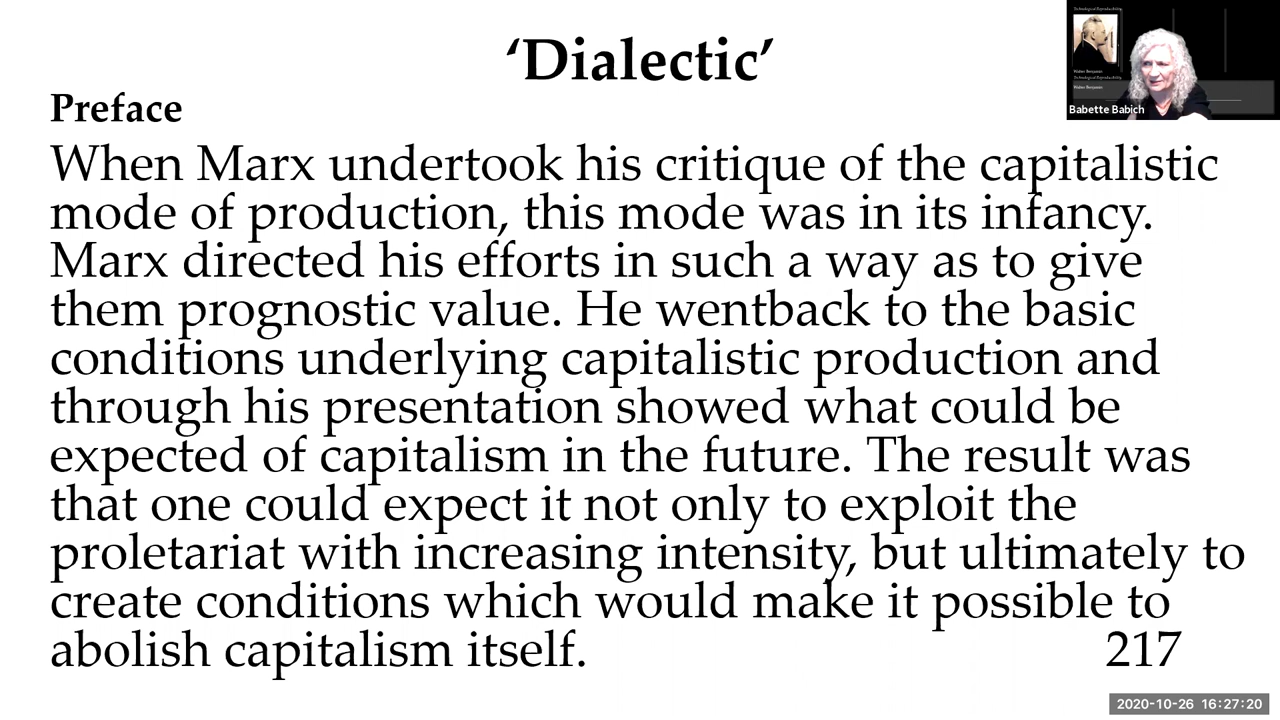 ‘Dialectic’
Preface
When Marx undertook his critique of the capitalistic
mode of production, this mode was in its infancy.
Marx directed his efforts in such a way as to give
them prognostic value. He wentback to the basic
conditions underlying capitalistic production and
through his presentation showed what could be
expected of capitalism in the future. The result was
that one could expect it not only to exploit the
proletariat with increasing intensity, but ultimately to
create conditions which would make it possible to
abolish capitalism itself. 217
Babette Babich
2020-10-26 16:27:20